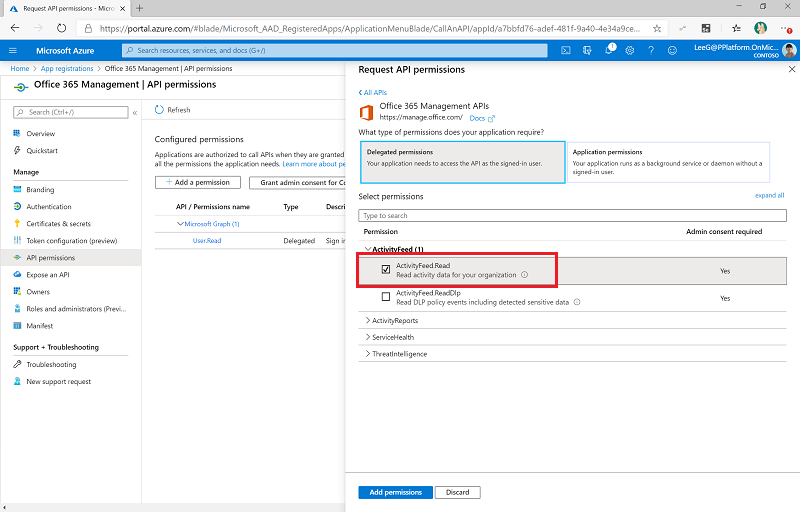 Request API permissions - Micros
https://portal.azure.com/#blade/Microsoft_AAD_RegisteredApps/ApplicationMenuBlade/CallAnAPI/appId/a7bbfd76-adef-481f-9a40-4e34a9ce...
Microsoft Azure
Search resources, services, and docs (G+/)
1
LeeG@PPlatform.OnMic...
CONTOSO
Home > App registrations > Office 365 Management | API permissions
Office 365 Management | API permissions
Search (Ctrl+/)
Overview
Quickstart
Manage
Branding
Authentication
Certificates & secrets
Token configuration (preview)
API permissions
Expose an API
Owners
Roles and administrators (Previ...
Manifest
Support + Troubleshooting
Troubleshooting
New support request
Refresh
Configured permissions
Applications are authorized to call APIs when they are granted
all the permissions the application needs. Learn more about pe
+ Add a permission
Grant admin consent for Co
API / Permissions name Type Descri
Microsoft Graph (1)
User.Read Delegated Sign in
Request API permissions
All APIs
Office 365 Management APIs
https://manage.office.com/ Docs
What type of permissions does your application require?
Delegated permissions
Your application needs to access the API as the signed-in user.
Application permissions
Your application runs as a background service or daemon without a
signed-in user.
Select permissions
expand all
Type to search
Permission Admin consent required
ActivityFeed (1)
ActivityFeed.Read
Read activity data for your organization
Yes
ActivityFeed.ReadDlp
Read DLP policy events including detected sensitive data
Yes
ActivityReports
ServiceHealth
ThreatIntelligence
Add permissions
Discard